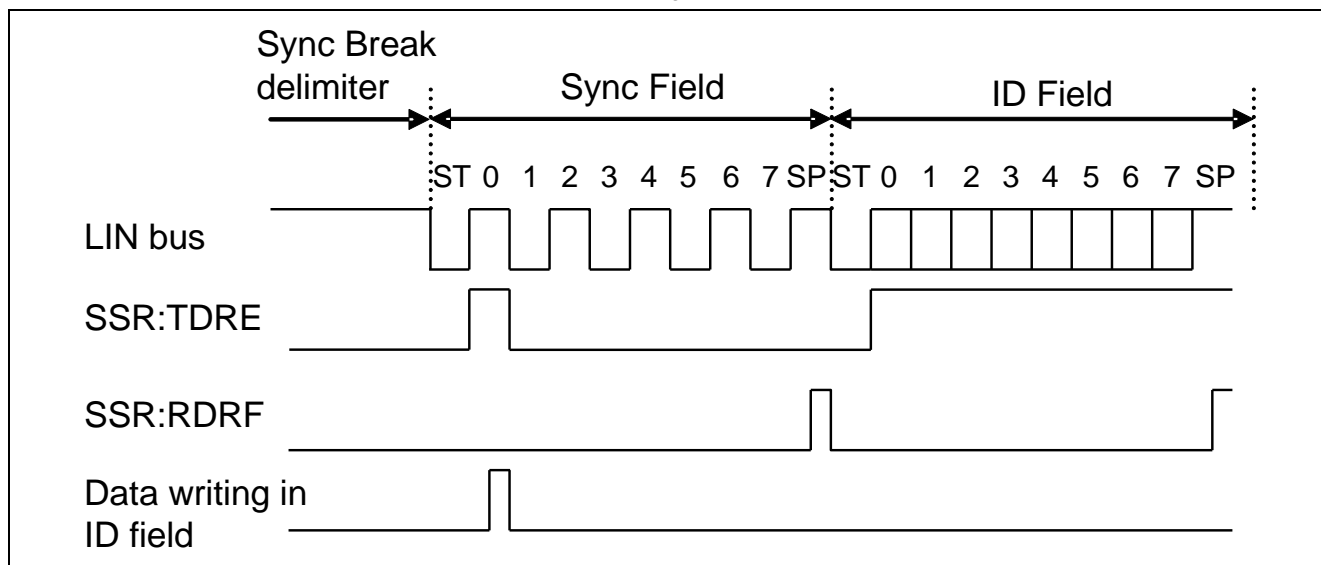 Sync Break
delimiter
Sync Field
ID Field
ST 0 1 2 3 4 5 6 7 SP ST 0 1 2 3 4 5 6 7 SP
LIN bus
SSR:TDRE
SSR:RDRF
Data writing in
ID field